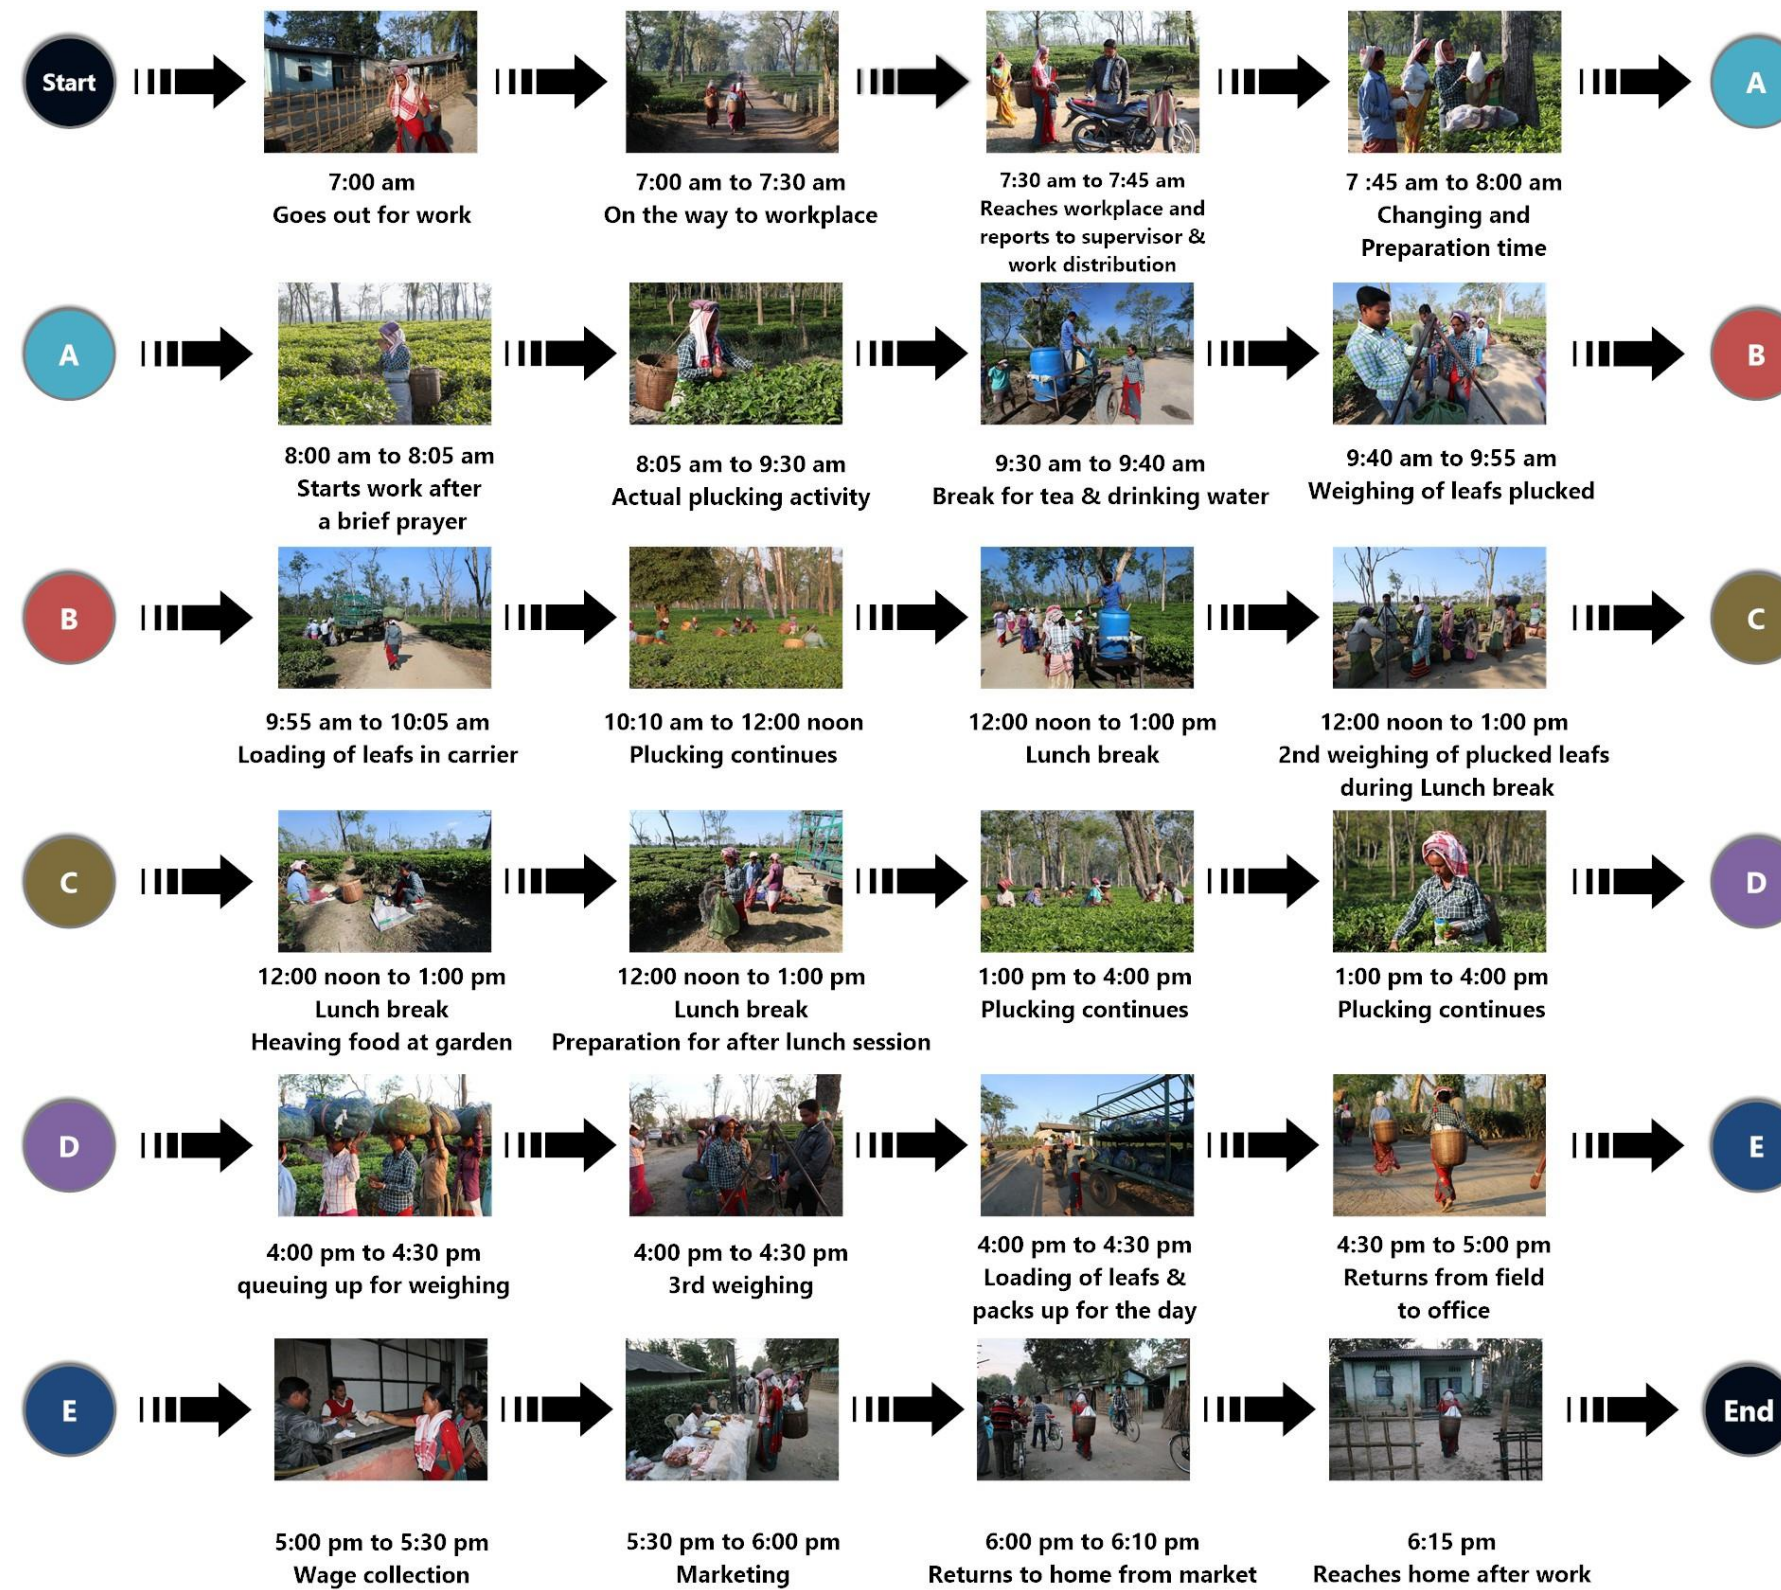 Start
7:00 am
Goes out for work
7:00 am to 7:30 am
On the way to workplace
7:30 am to 7:45 am
Reaches workplace and
reports to supervisor &
work distribution
7 :45 am to 8:00 am
Changing and
Preparation time
A
A
8:00 am to 8:05 am
Starts work after
a brief prayer
8:05 am to 9:30 am
Actual plucking activity
9:30 am to 9:40 am
Break for tea & drinking water
9:40 am to 9:55 am
Weighing of leafs plucked
B
B
9:55 am to 10:05 am
Loading of leafs in carrier
10:10 am to 12:00 noon
Plucking continues
12:00 noon to 1:00 pm
Lunch break
12:00 noon to 1:00 pm
2nd weighing of plucked leafs
during Lunch break
C
C
12:00 noon to 1:00 pm
Lunch break
Heaving food at garden
12:00 noon to 1:00 pm
Lunch break
Preparation for after lunch session
1:00 pm to 4:00 pm
Plucking continues
1:00 pm to 4:00 pm
Plucking continues
D
D
4:00 pm to 4:30 pm
queuing up for weighing
4:00 pm to 4:30 pm
3rd weighing
4:00 pm to 4:30 pm
Loading of leafs &
packs up for the day
4:30 pm to 5:00 pm
Returns from field
to office
E
E
5:00 pm to 5:30 pm
Wage collection
5:30 pm to 6:00 pm
Marketing
6:00 pm to 6:10 pm
Returns to home from market
6:15 pm
Reaches home after work
End